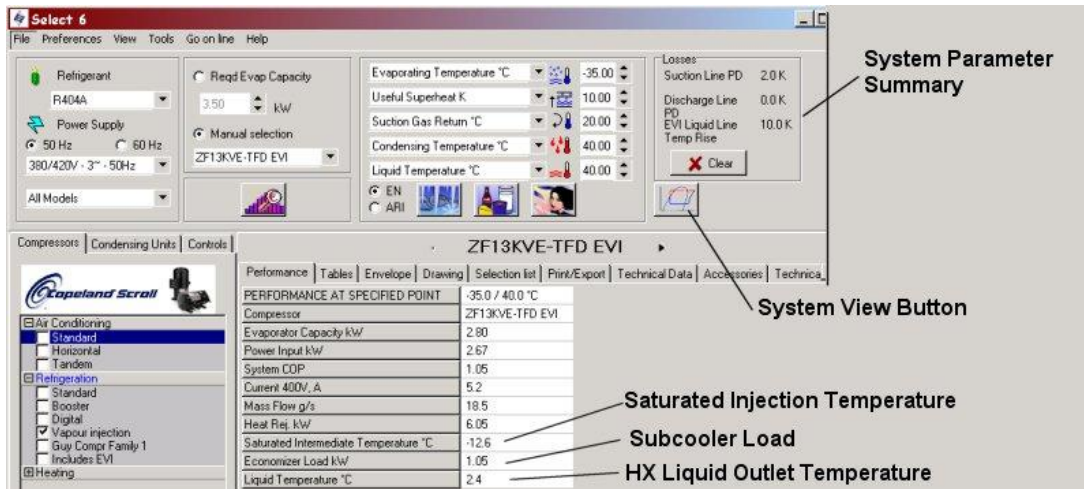 Select 6
File Preferences View Tools Go on line Help
Refrigerant
R404A
Power Supply
50 Hz 60 Hz
380/420V - 3~ - 50Hz
All Models
Reqd Evap Capacity
3.50 kW
Manual selection
ZF13KVE-TFD EVI
Evaporating Temperature °C -35.00
Useful Superheat K 10.00
Suction Gas Return °C 20.00
Condensing Temperature °C 40.00
Liquid Temperature °C 40.00
EN
ARI
Losses
Suction Line PD 2.0 K
Discharge Line PD 0.0 K
EVI Liquid Line Temp Rise 10.0 K
Clear
System Parameter
Summary
System View Button
Compressors Condensing Units Controls
ZF13KVE-TFD EVI
Copeland Scroll
Air Conditioning
Standard
Horizontal
Tandem
Refrigeration
Standard
Booster
Digital
Vapour injection
Guy Compr Family 1
Includes EVI
Heating
Performance Tables Envelope Drawing Selection list Print/Export Technical Data Accessories Technica
PERFORMANCE AT SPECIFIED POINT -35.0 / 40.0 °C
Compressor ZF13KVE-TFD EVI
Evaporator Capacity kW 2.80
Power Input kW 2.67
System COP 1.05
Current 400V, A 5.2
Mass Flow g/s 18.5
Heat Rej. kW 6.05
Saturated Intermediate Temperature °C -12.6
Economizer Load kW 1.05
Liquid Temperature °C 2.4
Saturated Injection Temperature
Subcooler Load
HX Liquid Outlet Temperature